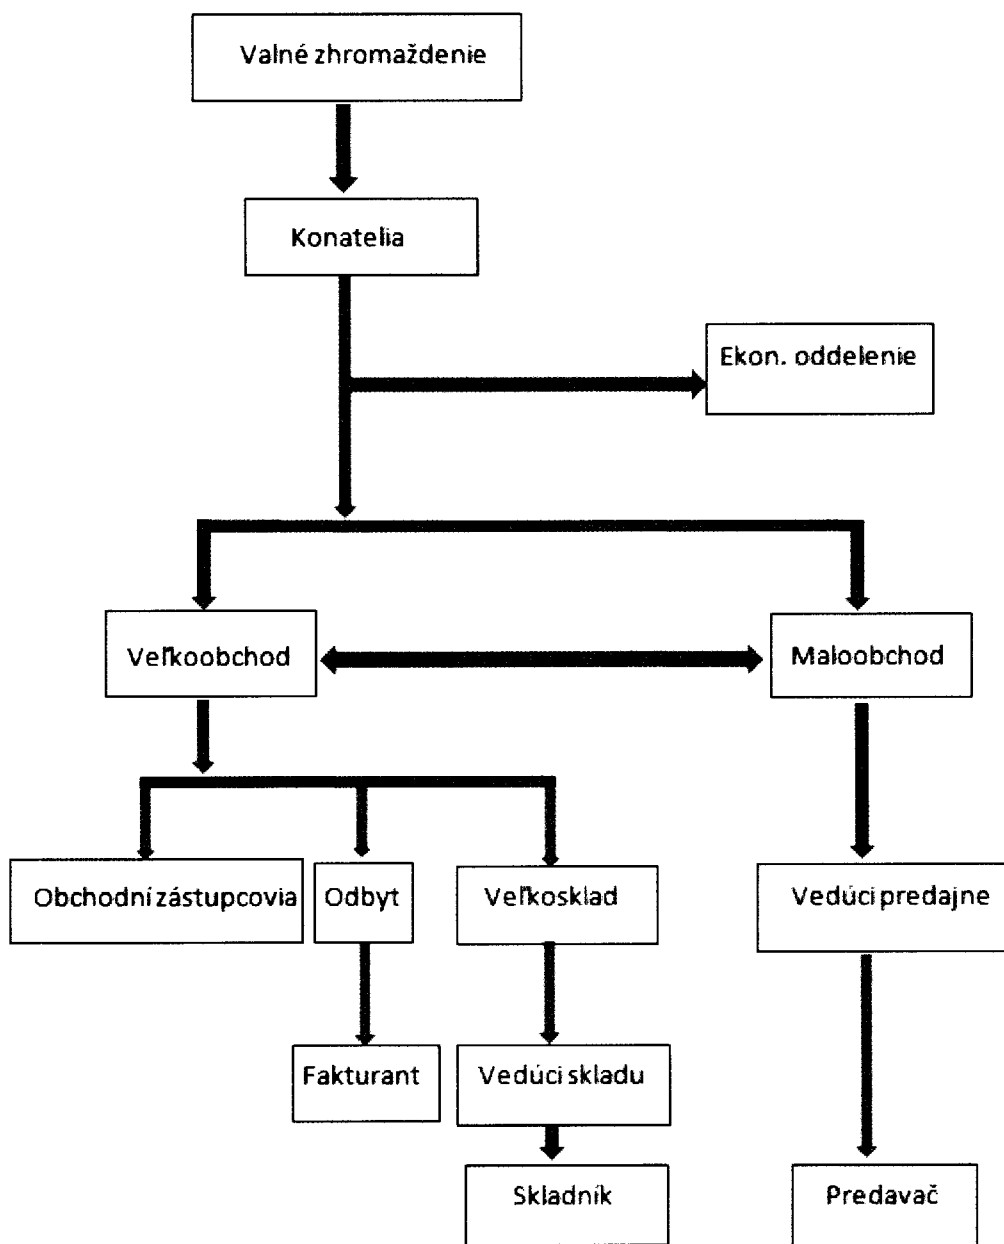 Valné zhromaždenie
Konatelia
Ekon. oddelenie
Veľkoobchod
Maloobchod
Obchodní zástupcovia
Odbyt
Veľkosklad
Vedúci predajne
Fakturant
Vedúci skladu
Skladník
Predavač